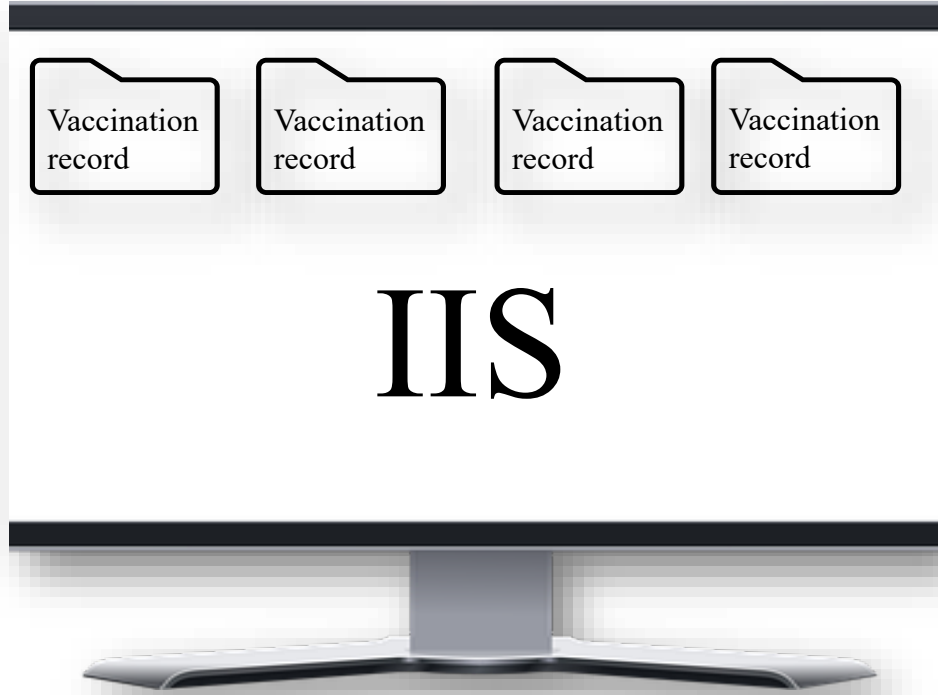 Vaccination
record
Vaccination
record
Vaccination
record
Vaccination
record
IIS